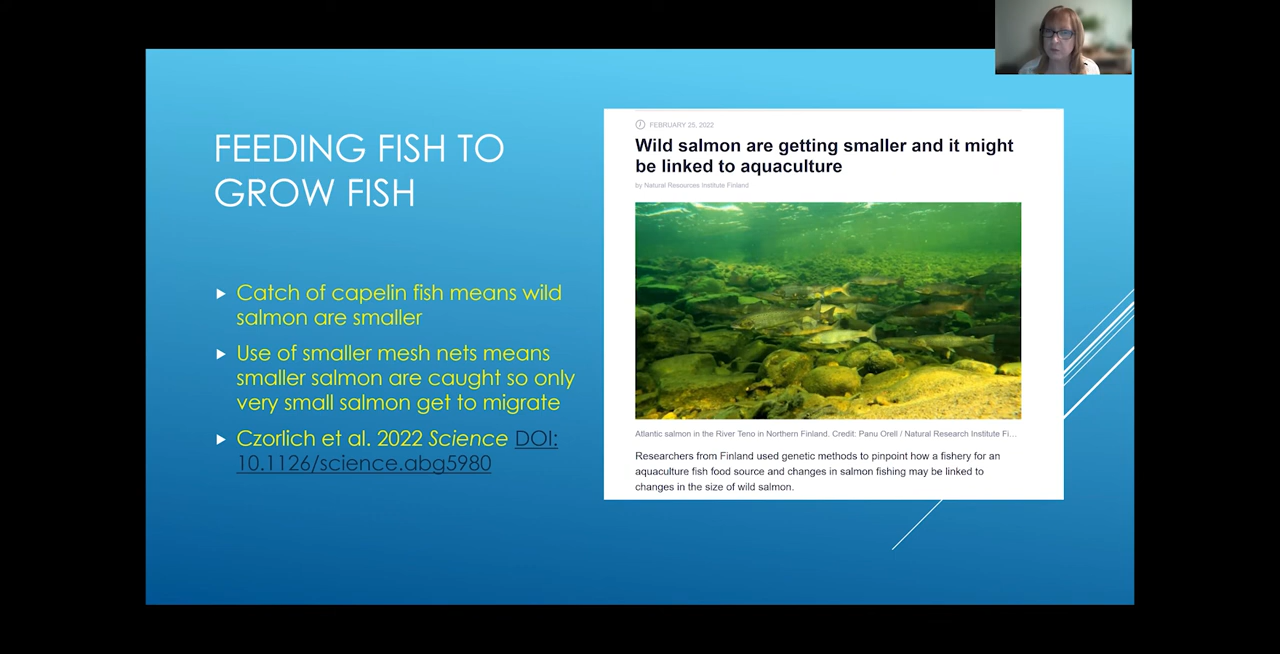 FEEDING FISH TO
GROW FISH
Catch of capelin fish means wild
salmon are smaller
Use of smaller mesh nets means
smaller salmon are caught so only
very small salmon get to migrate
Czorlich et al. 2022 Science DOI:
10.1126/science.abg5980
FEBRUARY 25, 2022
Wild salmon are getting smaller and it might
be linked to aquaculture
by Natural Resources Institute Finland
Atlantic salmon in the River Teno in Northern Finland. Credit: Panu Orell / Natural Research Institute Fi...
Researchers from Finland used genetic methods to pinpoint how a fishery for an
aquaculture fish food source and changes in salmon fishing may be linked to
changes in the size of wild salmon.